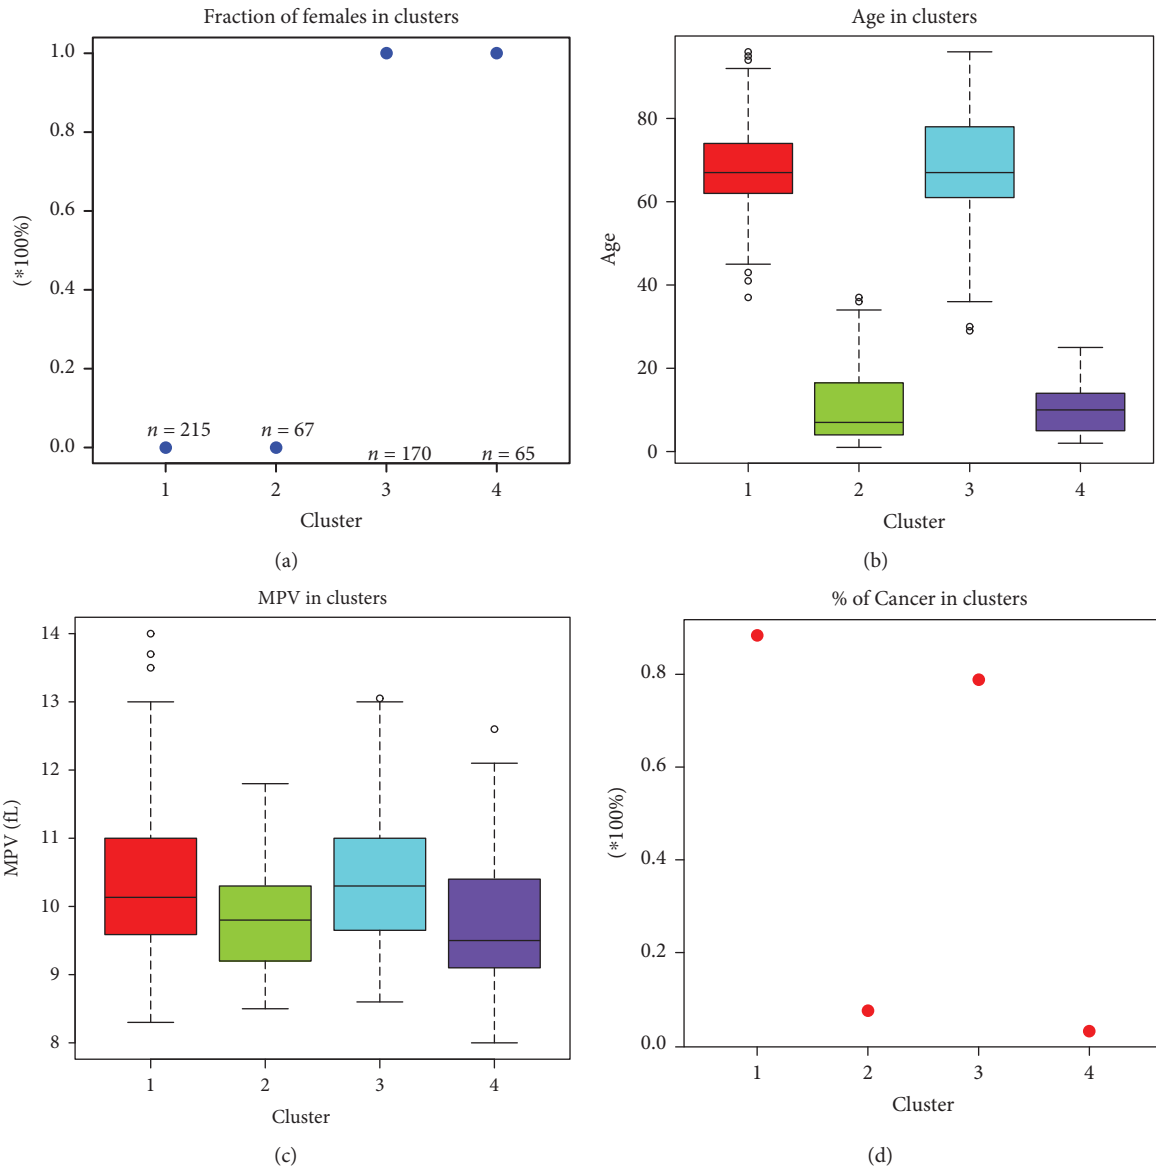 Fraction of females in clusters
1.0
0.8
0.6
0.4
0.2
0.0
(*100%)
n = 215
n = 67
n = 170
n = 65
1 2 3 4
Cluster
(a)
Age in clusters
80
60
40
20
0
Age
1 2 3 4
Cluster
(b)
MPV in clusters
14
13
12
11
10
9
8
MPV (fL)
1 2 3 4
Cluster
(c)
% of Cancer in clusters
0.8
0.6
0.4
0.2
0.0
(*100%)
1 2 3 4
Cluster
(d)